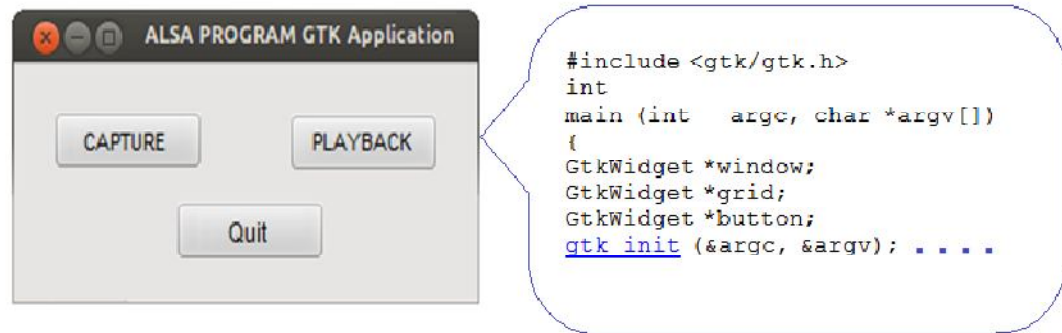 ALSA PROGRAM GTK Application
CAPTURE
PLAYBACK
Quit
#include <gtk/gtk.h>
int
main (int argc, char *argv[])
{
GtkWidget *window;
GtkWidget *grid;
GtkWidget *button;
gtk init (&argc, &argv); . . . .